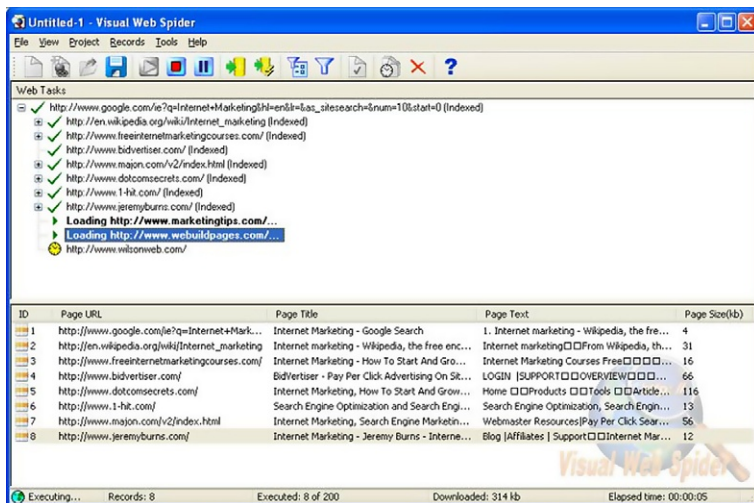 Untitled-1 - Visual Web Spider
File View Project Records Tools Help
Web Tasks
http://www.google.com/ie?q=Internet+Marketing&hl=en&lr=&as_sitesearch=&num=10&start=0 (Indexed)
http://en.wikipedia.org/wiki/Internet_marketing (Indexed)
http://www.freeinternetmarketingcourses.com/ (Indexed)
http://www.bidvertiser.com/ (Indexed)
http://www.majon.com/v2/index.html (Indexed)
http://www.dotcomsecrets.com/ (Indexed)
http://www.1-hit.com/ (Indexed)
http://www.jeremyburns.com/ (Indexed)
Loading http://www.marketingtips.com/...
Loading http://www.webuildpages.com/...
http://www.wilsonweb.com/
ID Page URL Page Title Page Text Page Size(kb)
1 http://www.google.com/ie?q=Internet+Mark... Internet Marketing - Google Search 1. Internet marketing - Wikipedia, the fre... 4
2 http://en.wikipedia.org/wiki/Internet_marketing Internet Marketing - Wikipedia, the free enc... Internet marketing□□From Wikipedia, th... 31
3 http://www.freeinternetmarketingcourses.com/ Internet Marketing - How To Start And Gro... Internet Marketing Courses Free□□□□... 16
4 http://www.bidvertiser.com/ BidVertiser - Pay Per Click Advertising On Sit... LOGIN |SUPPORT□□OVERVIEW□□□... 66
5 http://www.dotcomsecrets.com/ Internet Marketing, How To Start And Grow... Home □□Products □□Tools □□Article... 116
6 http://www.1-hit.com/ Search Engine Optimization and Search Engi... Search Engine Optimization, Search Engin... 13
7 http://www.majon.com/v2/index.html Internet Marketing, Search Engine Marketin... Webmaster Resources|Pay Per Click Sear... 56
8 http://www.jeremyburns.com/ Internet Marketing - Jeremy Burns - Interne... Blog |Affiliates | Support□□Internet Mar... 12
Visual Web Spider
Executing... Records: 8 Executed: 8 of 200 Downloaded: 314 kb Elapsed time: 00:00:05